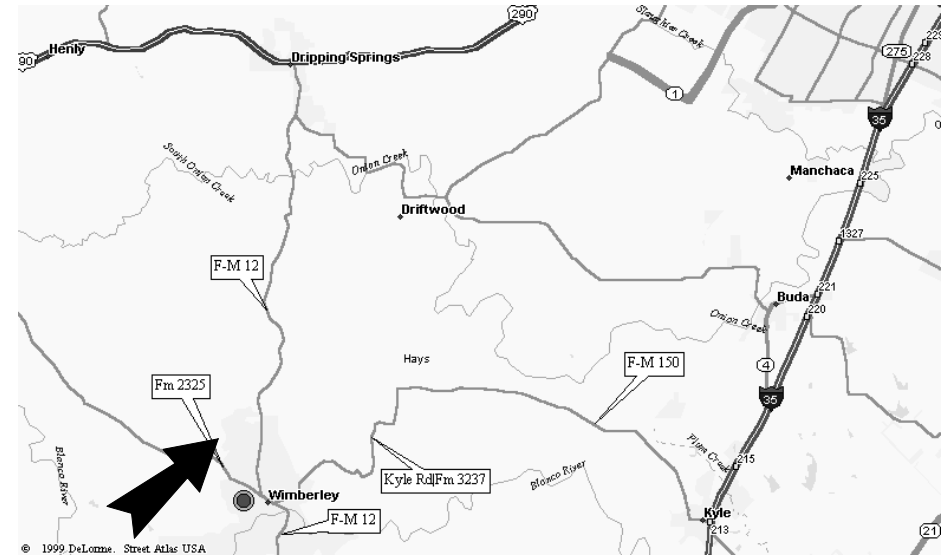 290
Slaughter Creek
229
Henly
275
228
90
Dripping Springs
1
35
South Onion Creek
Onion Creek
Manchaca
225
Driftwood
1327
F-M 12
221
Buda
220
Onion Creek
Hays
F-M 150
4
Fm 2325
35
Plum Creek
215
Blanco River
Kyle Rd|Fm 3237
Blanco River
Wimberley
Kyle
F-M 12
213
21
© 1999 DeLorme. Street Atlas USA